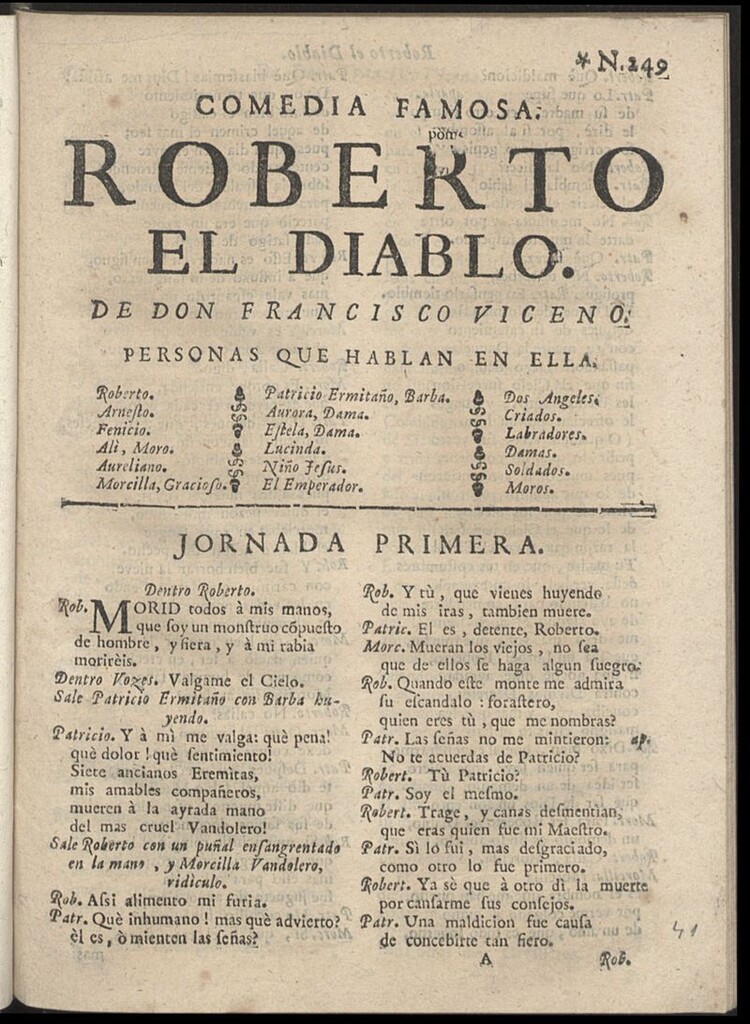 * N.249
COMEDIA FAMOSA.
ROBERTO
EL DIABLO.
DE DON FRANCISCO VICENO.
PERSONAS QUE HABLAN EN ELLA.
Roberto.
Arneſto.
Fenicio.
Ali, Moro.
Aureliano.
Morcilla, Gracioſo.
Patricio Ermitaño, Barba.
Aurora, Dama.
Eſtela, Dama.
Lucinda.
Niño Jeſus.
El Emperador.
Dos Angeles.
Criados.
Labradores.
Damas.
Soldados.
Moros.
JORNADA PRIMERA.
Dentro Roberto.
Rob. MORID todos à mis manos,
que ſoy un monſtruo cõpueſto
de hombre, y fiera, y à mi rabia
morirèis.
Dentro Vozes. Valgame el Cielo.
Sale Patricio Ermitaño con Barba hu-
yendo.
Patricio. Y à mì me valga: què pena!
què dolor! què ſentimiento!
Siete ancianos Eremìtas,
mis amables compañeros,
mueren à la ayrada mano
del mas cruel Vandolero!
Sale Roberto con un puñal enſangrentado
en la mano, y Morcilla Vandolero,
ridiculo.
Rob. Aſsi alimento mi furia.
Patr. Què inhumano! mas què advierto?
èl es, ò mienten las ſeñas?
Rob. Y tù, que vienes huyendo
de mis iras, tambien muere.
Patric. El es, detente, Roberto.
Morc. Mueran los viejos, no ſea
que de ellos ſe haga algun ſuegro.
Rob. Quando eſte monte me admira
ſu eſcandalo: foraſtero,
quien eres tù, que me nombras?
Patr. Las ſeñas no me mintieron: ap.
No te acuerdas de Patricio?
Robert. Tù Patricio?
Patr. Soy el meſmo.
Robert. Trage, y canas deſmentian,
que eras quien fue mi Maeſtro.
Patr. Sì lo fui, mas deſgraciado,
como otro lo fue primero.
Robert. Ya sè que à otro dì la muerte
por canſarme ſus conſejos.
Patr. Una maldicion fue cauſa
de concebirte tan fiero.
A Rob.
41